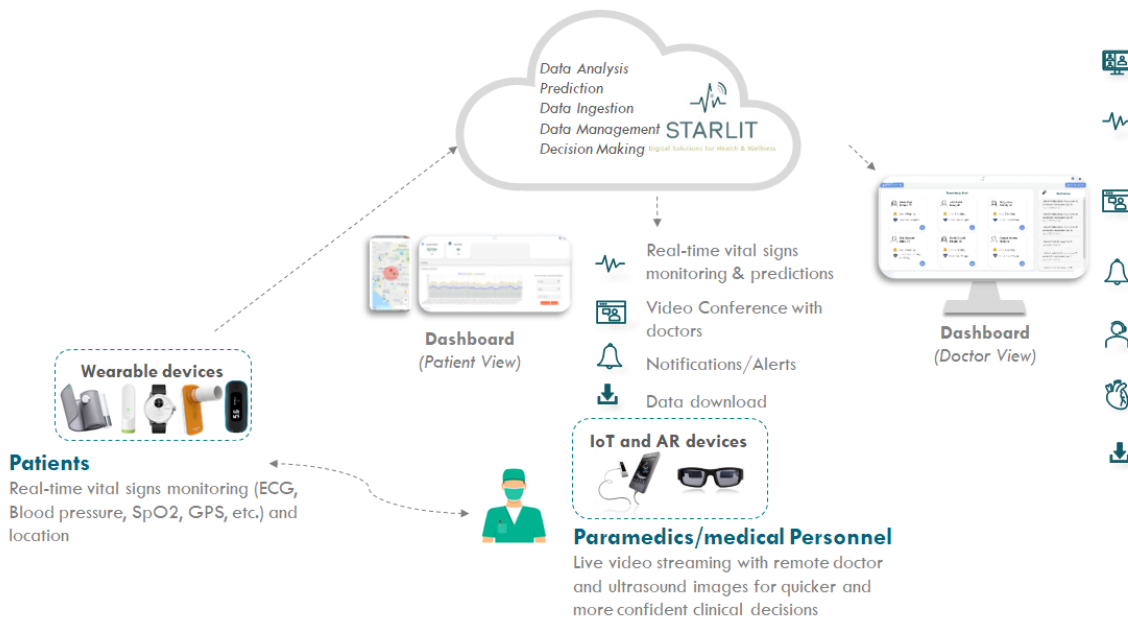 Data Analysis
Prediction
Data Ingestion
Data Management
Decision Making
STARLIT
Digital Solutions for Health & Wellness
Real-time vital signs
monitoring & predictions
Video Conference with
doctors
Notifications/Alerts
Data download
Dashboard
(Patient View)
Dashboard
(Doctor View)
Wearable devices
Patients
Real-time vital signs monitoring (ECG,
Blood pressure, SpO2, GPS, etc.) and
location
IoT and AR devices
Paramedics/medical Personnel
Live video streaming with remote doctor
and ultrasound images for quicker and
more confident clinical decisions